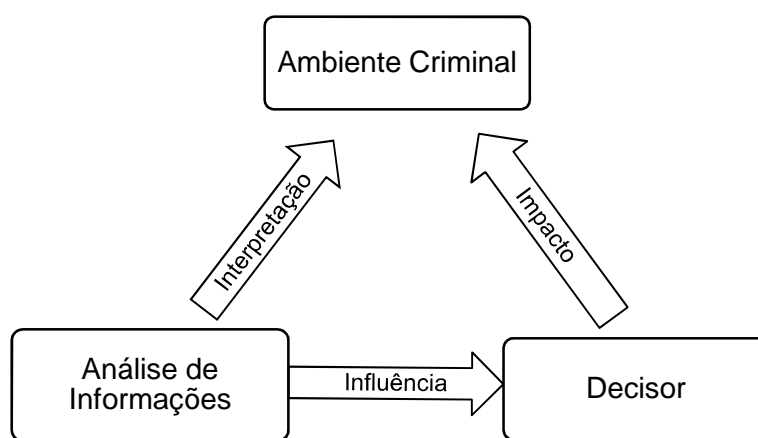 Ambiente Criminal
Interpretação
Impacto
Análise de
Informações
Influência
Decisor